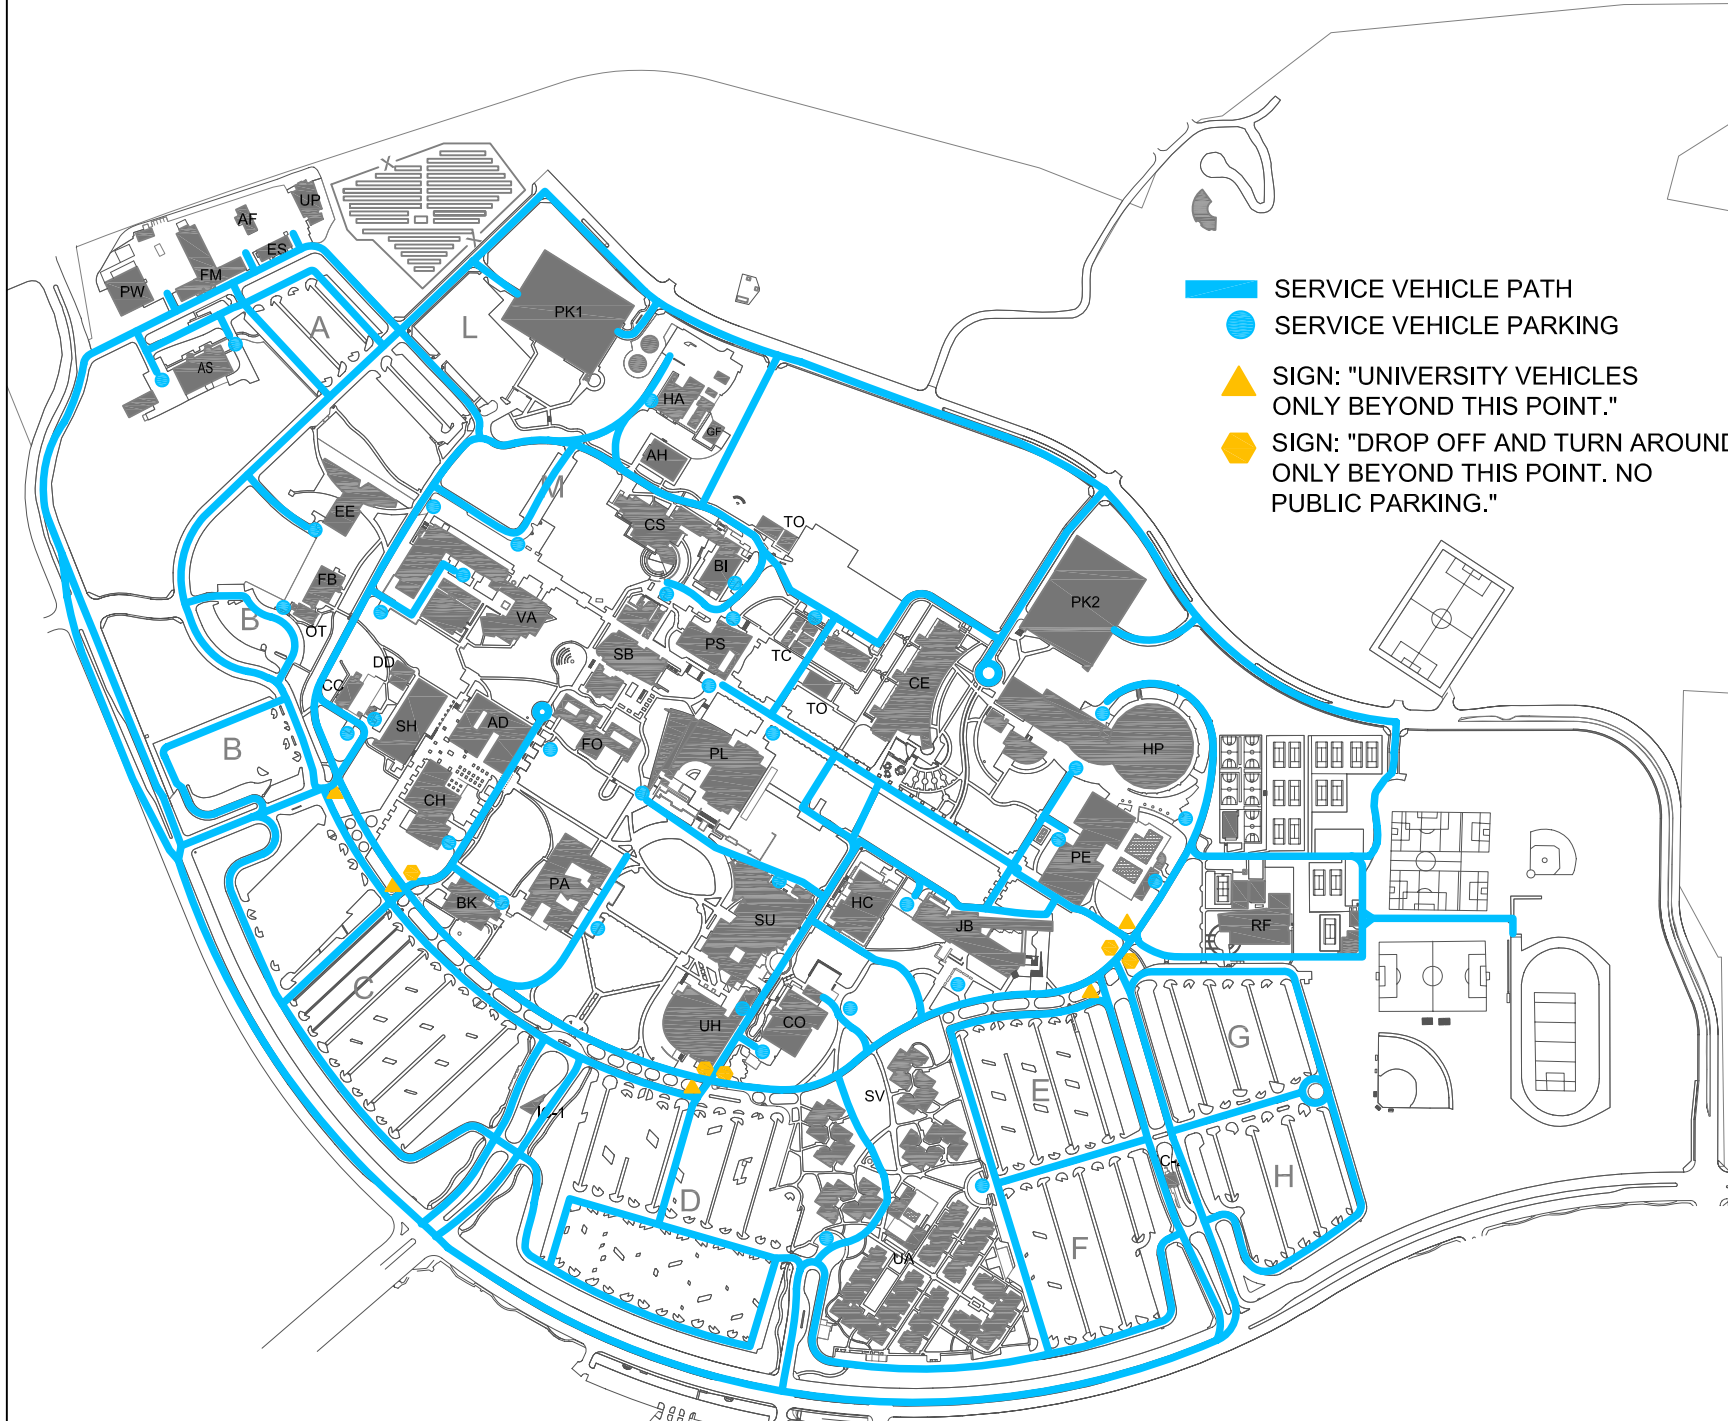 X
UP
AF
ES
FM
PW
PK1
A
L
AS
HA
GF
AH
SERVICE VEHICLE PATH
SERVICE VEHICLE PARKING
SIGN: "UNIVERSITY VEHICLES
ONLY BEYOND THIS POINT."
SIGN: "DROP OFF AND TURN AROUND
ONLY BEYOND THIS POINT. NO
PUBLIC PARKING."
M
EE
CS
TO
BI
FB
PK2
B
OT
VA
PS
SB
TC
DD
CC
CE
TO
SH
AD
FO
PL
HP
B
CH
PE
PA
BK
HC
SU
JB
RF
C
UH
CO
G
E
SV
H
D
F
UA